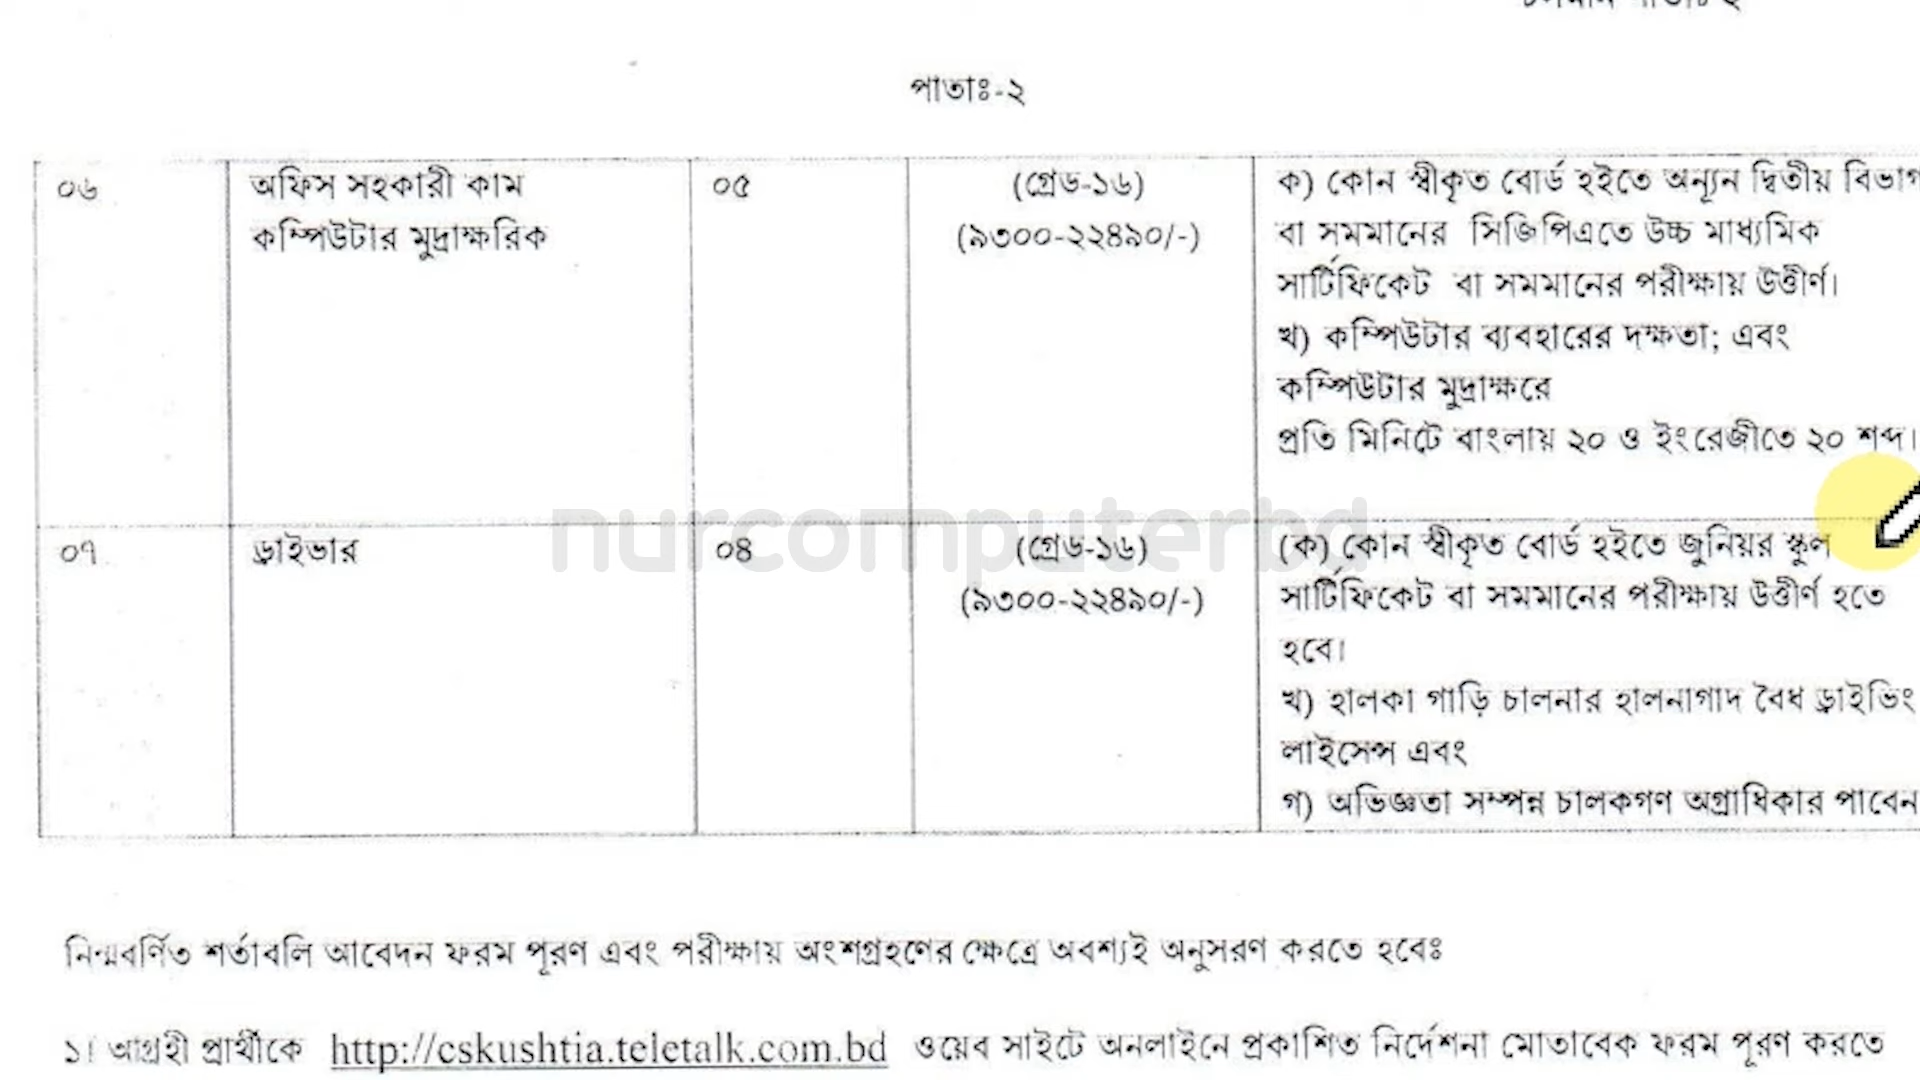 পাতাঃ-২
০৬
অফিস সহকারী কাম
কম্পিউটার মুদ্রাক্ষরিক
০৫
(গ্রেড-১৬)
(৯৩০০-২২৪৯০/-)
ক) কোন স্বীকৃত বোর্ড হইতে অন্যূন দ্বিতীয় বিভাগ
বা সমমানের সিজিপিএতে উচ্চ মাধ্যমিক
সার্টিফিকেট বা সমমানের পরীক্ষায় উত্তীর্ণ।
খ) কম্পিউটার ব্যবহারের দক্ষতা; এবং
কম্পিউটার মুদ্রাক্ষরে
প্রতি মিনিটে বাংলায় ২০ ও ইংরেজীতে ২০ শব্দ।
nurcomputerbd
০৭
ড্রাইভার
০৪
(গ্রেড-১৬)
(৯৩০০-২২৪৯০/-)
(ক) কোন স্বীকৃত বোর্ড হইতে জুনিয়র স্কুল
সার্টিফিকেট বা সমমানের পরীক্ষায় উত্তীর্ণ হতে
হবে।
খ) হালকা গাড়ি চালনার হালনাগাদ বৈধ ড্রাইভিং
লাইসেন্স এবং
গ) অভিজ্ঞতা সম্পন্ন চালকগণ অগ্রাধিকার পাবেন
নিম্মবর্ণিত শর্তাবলি আবেদন ফরম পূরণ এবং পরীক্ষায় অংশগ্রহণের ক্ষেত্রে অবশ্যই অনুসরণ করতে হবেঃ
১। আগ্রহী প্রার্থীকে http://cskushtia.teletalk.com.bd ওয়েব সাইটে অনলাইনে প্রকাশিত নির্দেশনা মোতাবেক ফরম পূরণ করতে